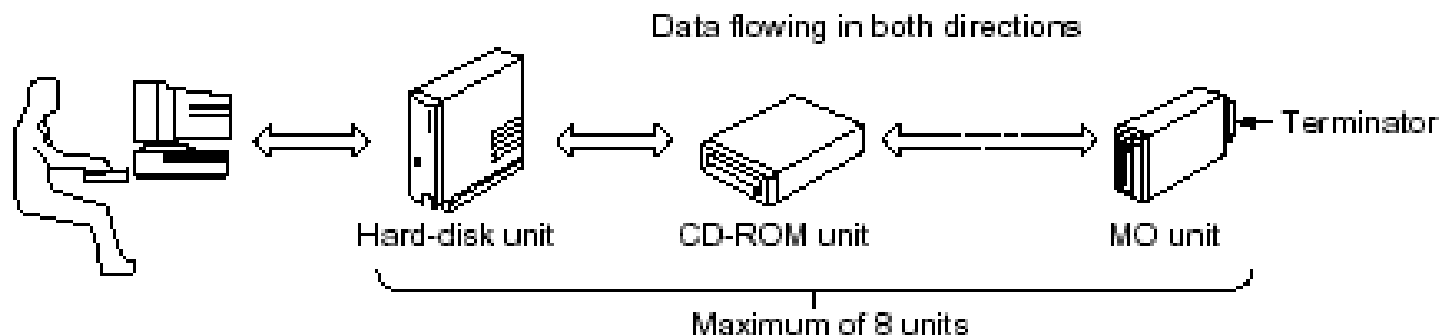 Data flowing in both directions
Terminator
Hard-disk unit
CD-ROM unit
MO unit
Maximum of 8 units